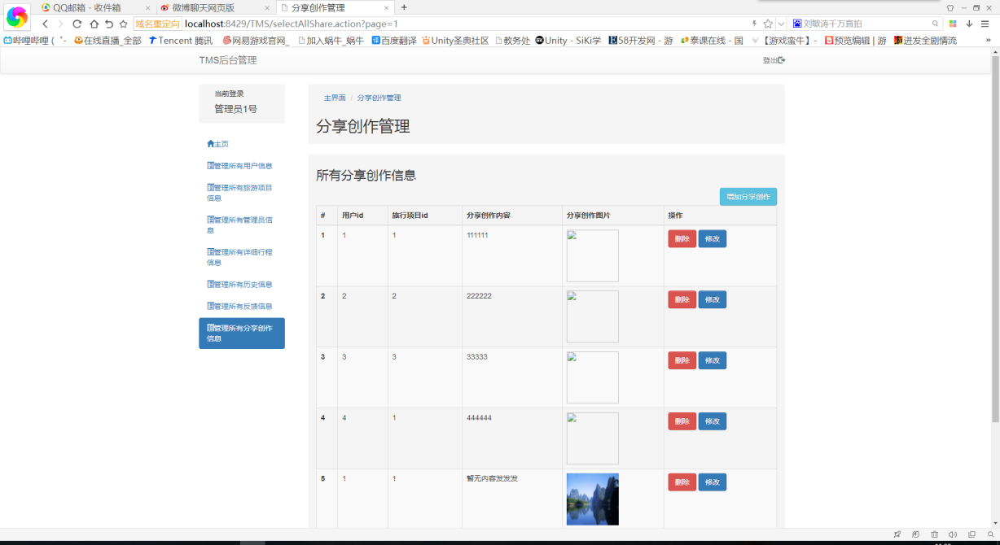 QQ邮箱 - 收件箱
微博聊天网页版
分享创作管理
域名重定向 localhost:8429/TMS/selectAllShare.action?page=1
刘敏涛千万直拍
哔哩哔哩 ( ゜-
在线直播_全部
Tencent 腾讯
网易游戏官网_
加入蜗牛_蜗牛
百度翻译
Unity圣典社区
教务处
Unity - SiKi学
58开发网 - 游
泰课在线 - 国
【游戏蛮牛】-
预览编辑 | 游
迸发全剧情流
»
TMS后台管理
登出
当前登录
管理员1号
主页
管理所有用户信息
管理所有旅游项目
信息
管理所有管理员信
息
管理所有详细行程
信息
管理所有历史信息
管理所有反馈信息
管理所有分享创作
信息
主界面 / 分享创作管理
分享创作管理
所有分享创作信息
增加分享创作
# 用户id 旅行项目id 分享创作内容 分享创作图片 操作
1 1 1 111111 删除 修改
2 2 2 222222 删除 修改
3 3 3 33333 删除 修改
4 4 1 444444 删除 修改
5 1 1 暂无内容发发发 删除 修改